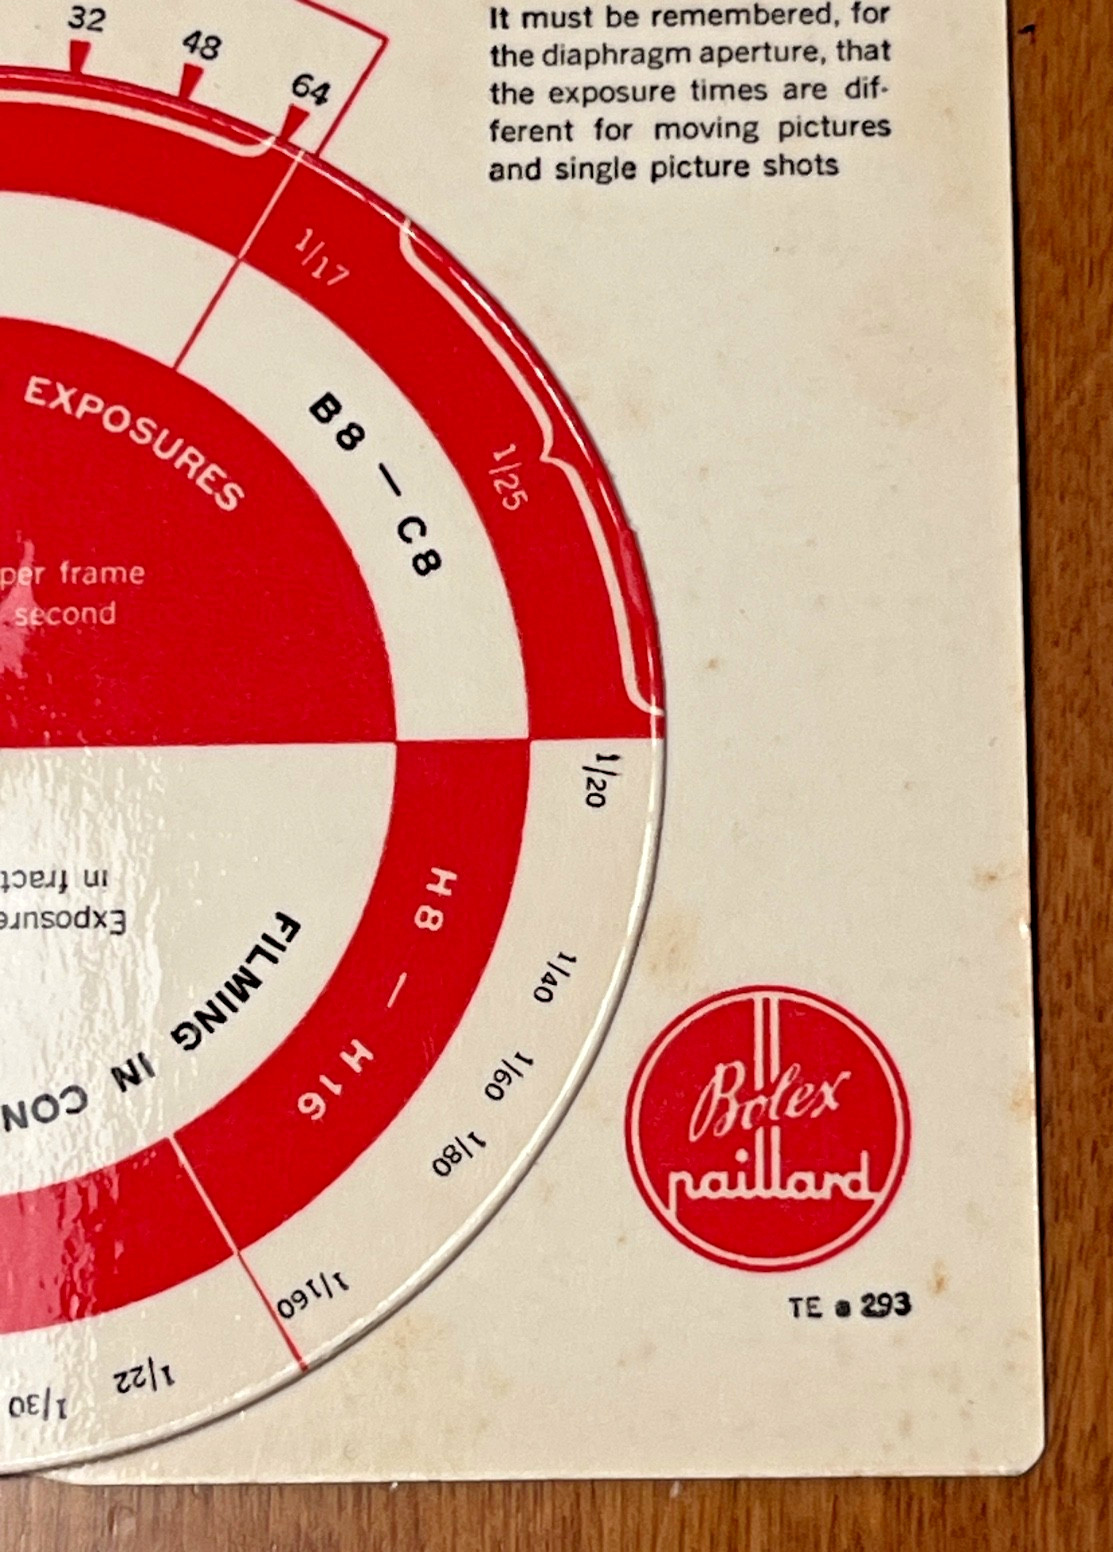 It must be remembered, for
the diaphragm aperture, that
the exposure times are dif-
ferent for moving pictures
and single picture shots
32
48
64
1/17
1/25
B8 — C8
EXPOSURES
per frame
second
1/20
1/40
1/60
1/80
1/160
1/22
1/30
H8 — H16
FILMING IN CON
Exposure
in fract
Bolex
paillard
TE a 293